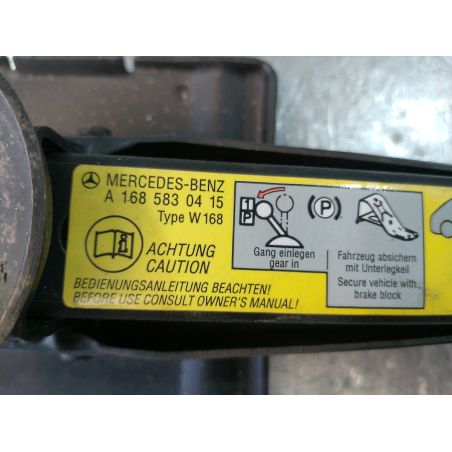 MERCEDES-BENZ
A 168 583 04 15
Type W 168
ACHTUNG
CAUTION
BEDIENUNGSANLEITUNG BEACHTEN!
BEFORE USE CONSULT OWNER'S MANUAL!
1
P
Gang einlegen
gear in
(P)
Fahrzeug absichern
mit Unterlegkeil
Secure vehicle with
brake block